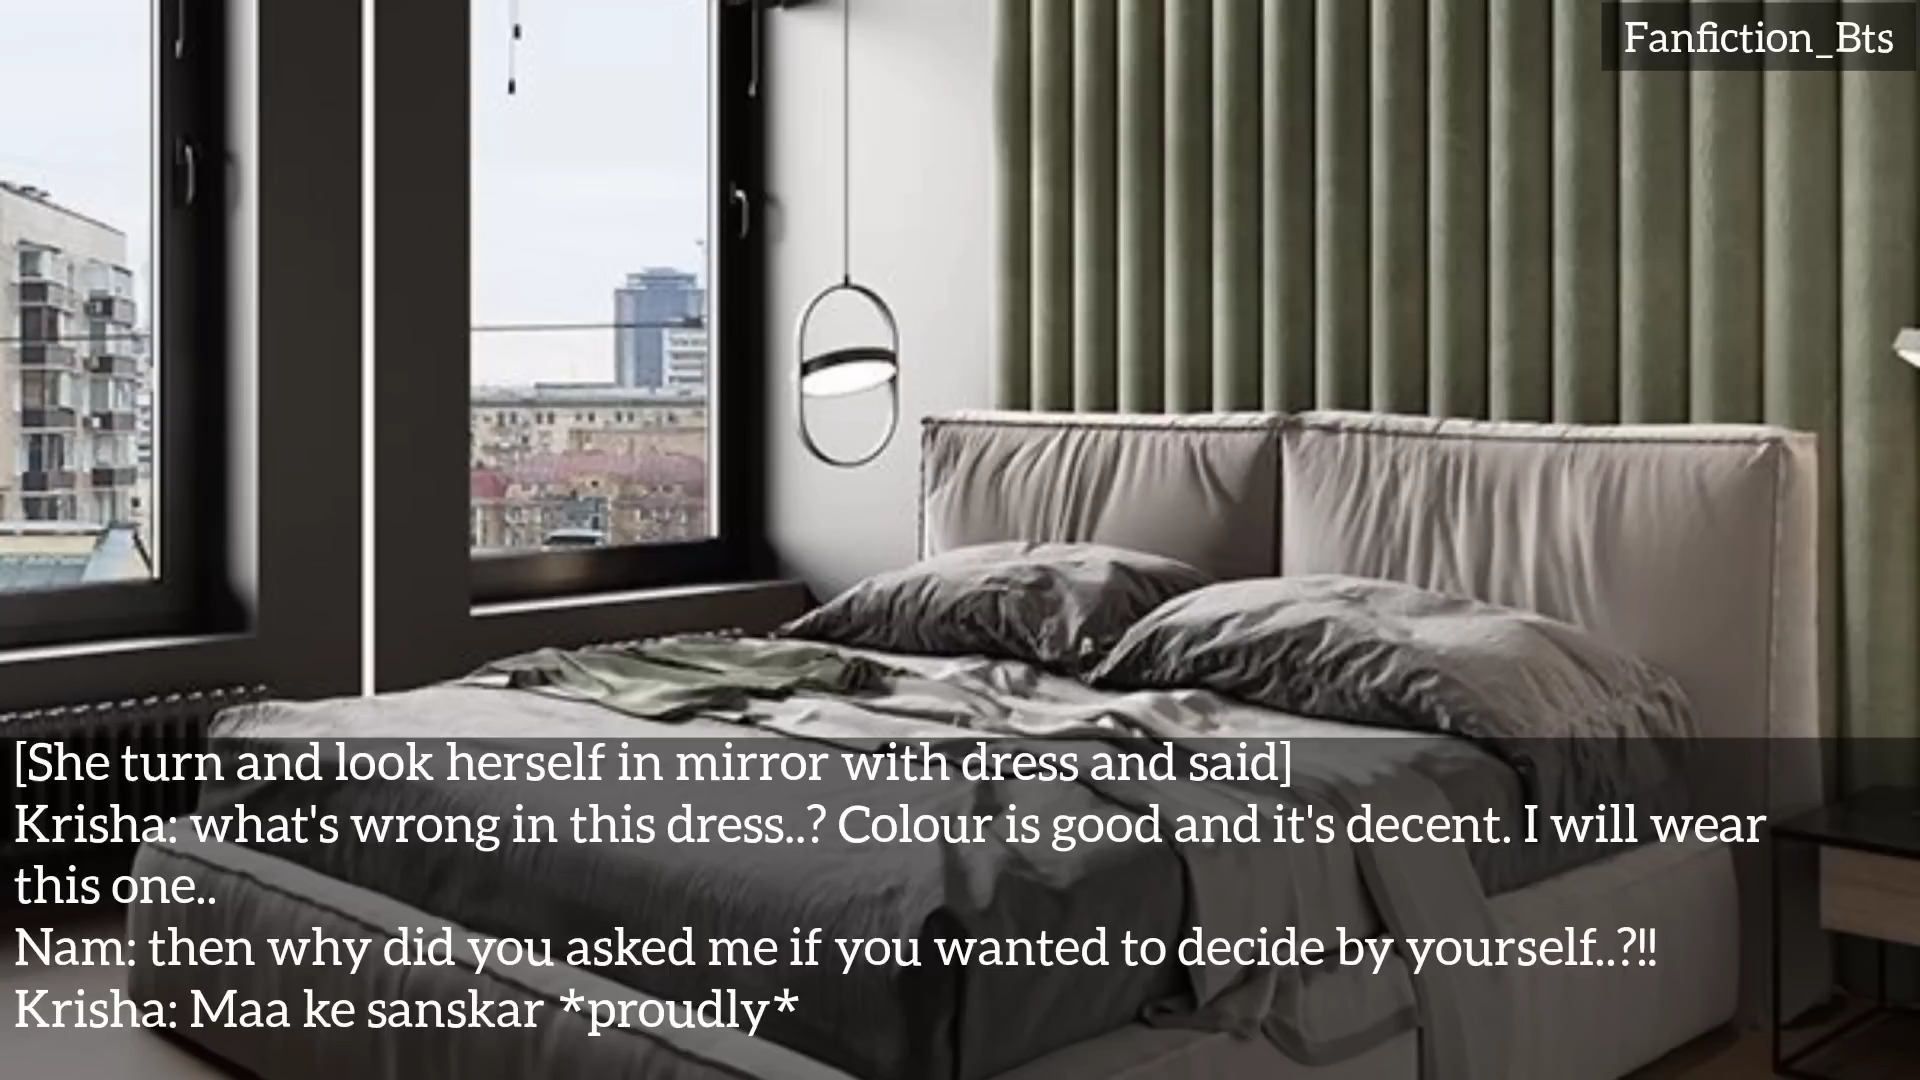 Fanfiction_Bts
[She turn and look herself in mirror with dress and said]
Krisha: what's wrong in this dress..? Colour is good and it's decent. I will wear
this one..
Nam: then why did you asked me if you wanted to decide by yourself..?!!
Krisha: Maa ke sanskar *proudly*